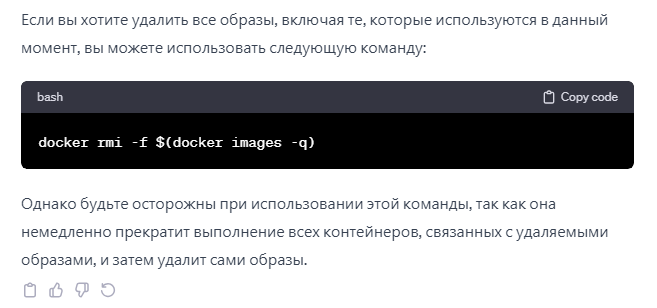 Если вы хотите удалить все образы, включая те, которые используются в данный
момент, вы можете использовать следующую команду:
bash Copy code
docker rmi -f $(docker images -q)
Однако будьте осторожны при использовании этой команды, так как она
немедленно прекратит выполнение всех контейнеров, связанных с удаляемыми
образами, и затем удалит сами образы.